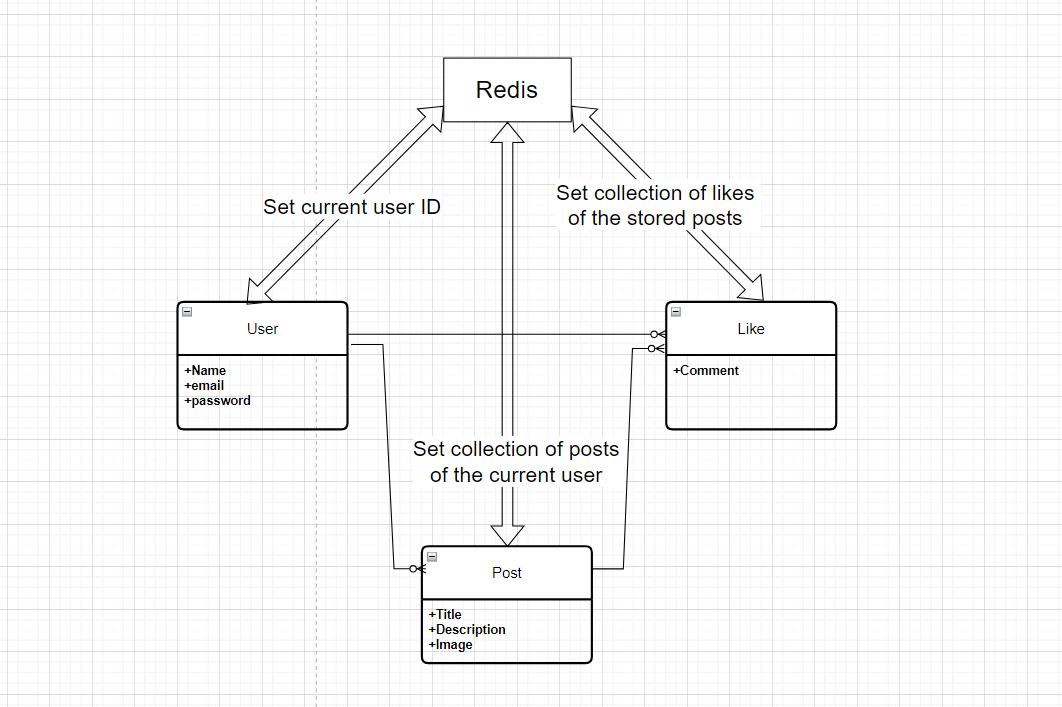 Redis
Set current user ID
Set collection of likes
of the stored posts
User
+Name
+email
+password
Like
+Comment
Set collection of posts
of the current user
Post
+Title
+Description
+Image